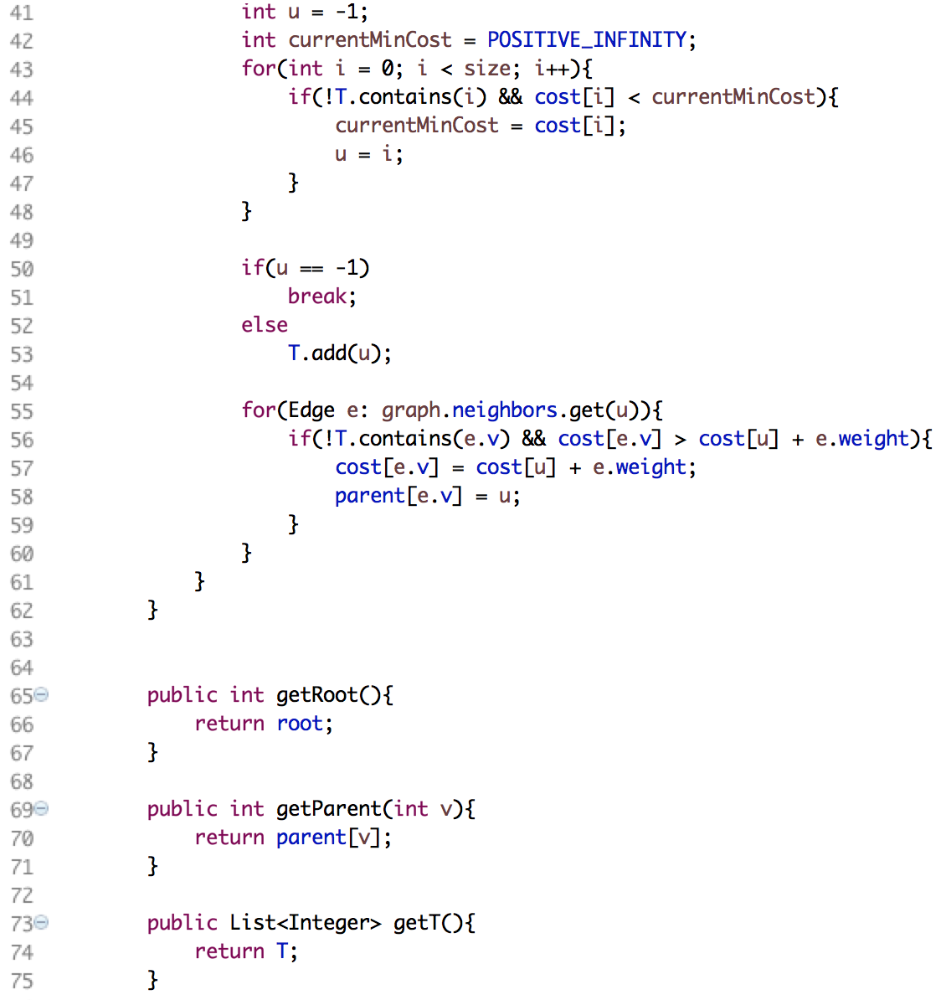 41 int u = -1;
42 int currentMinCost = POSITIVE_INFINITY;
43 for(int i = 0; i < size; i++){
44 if(!T.contains(i) && cost[i] < currentMinCost){
45 currentMinCost = cost[i];
46 u = i;
47 }
48 }
49
50 if(u == -1)
51 break;
52 else
53 T.add(u);
54
55 for(Edge e: graph.neighbors.get(u)){
56 if(!T.contains(e.v) && cost[e.v] > cost[u] + e.weight){
57 cost[e.v] = cost[u] + e.weight;
58 parent[e.v] = u;
59 }
60 }
61 }
62 }
63
64
65 public int getRoot(){
66 return root;
67 }
68
69 public int getParent(int v){
70 return parent[v];
71 }
72
73 public List<Integer> getT(){
74 return T;
75 }